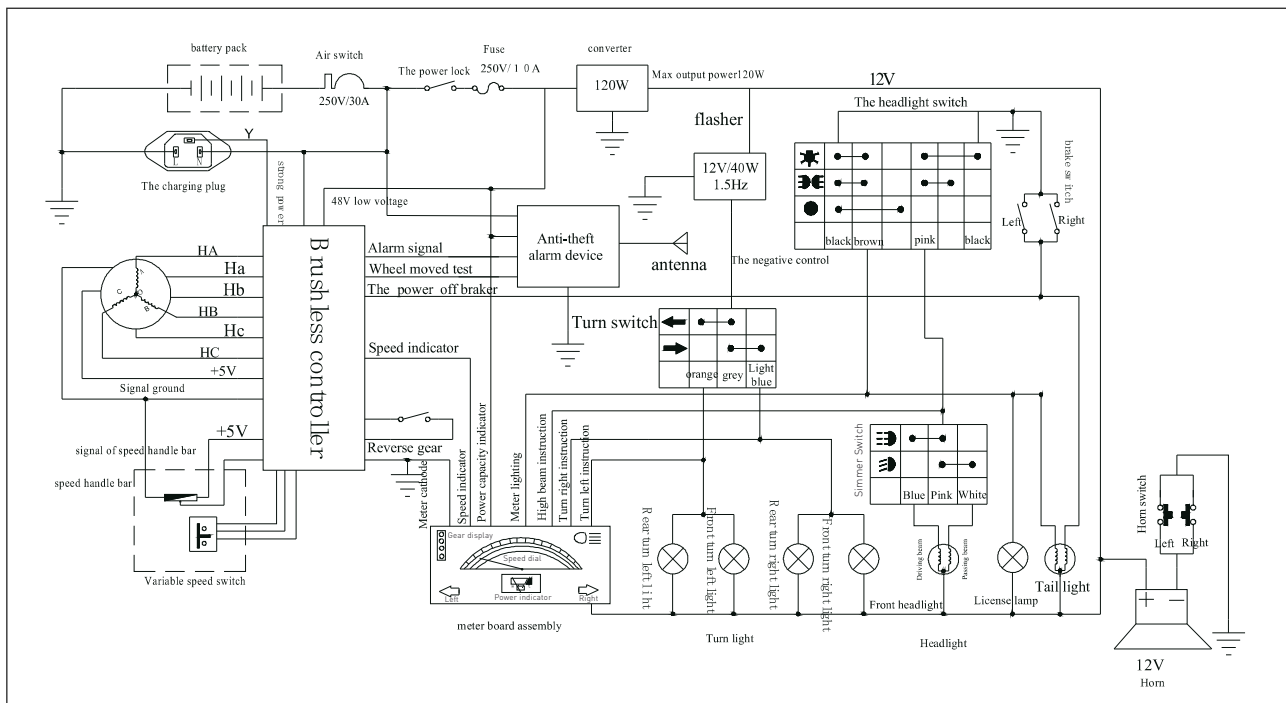 battery pack
Air switch
250V/30A
The power lock
Fuse
250V/10A
converter
120W
Max output power120W
12V
The headlight switch
flasher
12V/40W
1.5Hz
brake switch
Left
Right
black
brown
pink
black
Y
L
N
The charging plug
strong power
48V low voltage
Anti-theft
alarm device
antenna
The negative control
Brushless controller
Alarm signal
Wheel moved test
The power off braker
Speed indicator
Reverse gear
HA
Ha
Hb
HB
Hc
HC
+5V
Signal ground
A
B
C
+5V
signal of speed handle bar
speed handle bar
Variable speed switch
Turn switch
orange
grey
Light
blue
Meter cathode
Speed indicator
Power capacity indicator
Meter lighting
High beam instruction
Turn right instruction
Turn left instruction
Gear display
Speed dial
Power indicator
Left
Right
meter board assembly
Simmer Switch
Blue
Pink
White
Rear turn left liht
Front turn left light
Rear turn right light
Front turn right light
Turn light
Driving beam
Passing beam
Front headlight
Headlight
License lamp
Tail light
Horn switch
Left
Right
+
-
12V
Horn